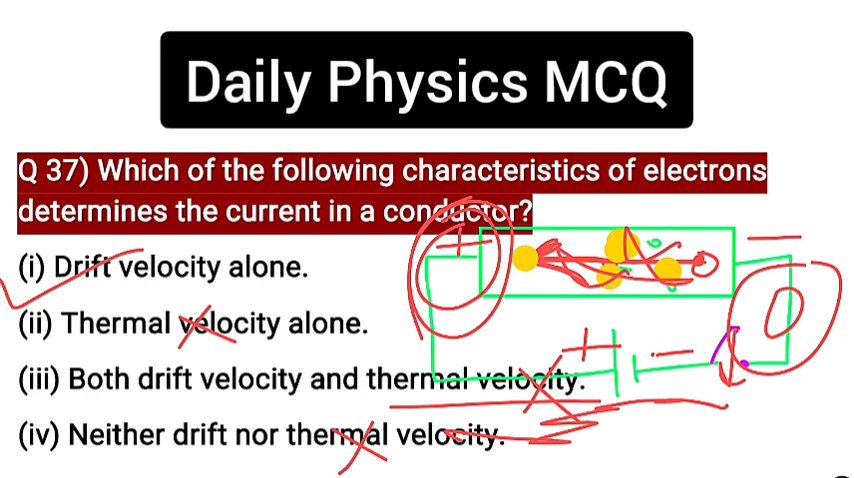 Daily Physics MCQ
Q 37) Which of the following characteristics of electrons
determines the current in a conductor?
(i) Drift velocity alone.
(ii) Thermal velocity alone.
(iii) Both drift velocity and thermal velocity.
(iv) Neither drift nor thermal velocity.
+ −
+ −